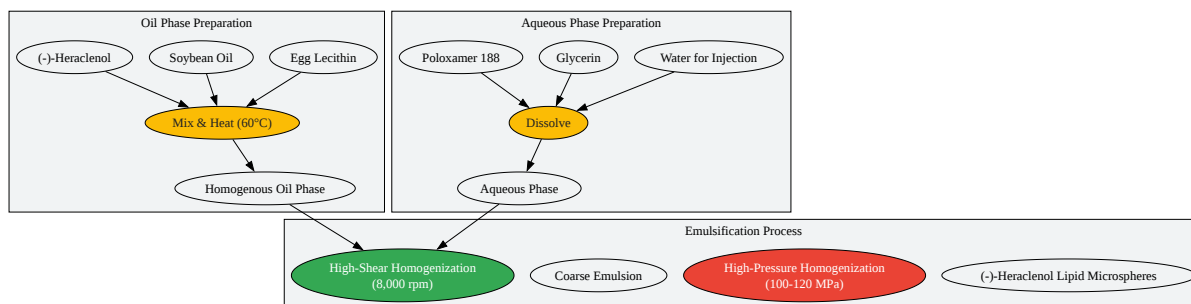 Oil Phase Preparation
Aqueous Phase Preparation
(-)-Heraclenol
Soybean Oil
Egg Lecithin
Poloxamer 188
Glycerin
Water for Injection
Mix & Heat (60°C)
Dissolve
Homogenous Oil Phase
Aqueous Phase
Emulsification Process
High-Shear Homogenization
(8,000 rpm)
Coarse Emulsion
High-Pressure Homogenization
(100-120 MPa)
(-)-Heraclenol Lipid Microspheres